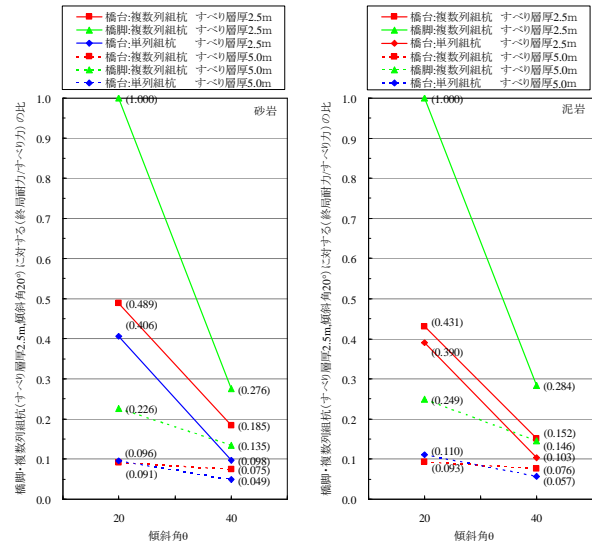 橋台:複数列組杭 すべり層厚2.5m
橋脚:複数列組杭 すべり層厚2.5m
橋台:単列組杭 すべり層厚2.5m
橋台:複数列組杭 すべり層厚5.0m
橋脚:複数列組杭 すべり層厚5.0m
橋台:単列組杭 すべり層厚5.0m
橋脚・複数列組杭(すべり層厚2.5m,傾斜角20°)に対する(終局耐力/すべり力)の比
砂岩
1.0
0.9
0.8
0.7
0.6
0.5
0.4
0.3
0.2
0.1
0.0
(1.000)
(0.489)
(0.406)
(0.276)
(0.226)
(0.185)
(0.135)
(0.096)
(0.098)
(0.091)
(0.075)
(0.049)
20
40
傾斜角θ
橋台:複数列組杭 すべり層厚2.5m
橋脚:複数列組杭 すべり層厚2.5m
橋台:単列組杭 すべり層厚2.5m
橋台:複数列組杭 すべり層厚5.0m
橋脚:複数列組杭 すべり層厚5.0m
橋台:単列組杭 すべり層厚5.0m
橋脚・複数列組杭(すべり層厚2.5m,傾斜角20°)に対する(終局耐力/すべり力)の比
泥岩
1.0
0.9
0.8
0.7
0.6
0.5
0.4
0.3
0.2
0.1
0.0
(1.000)
(0.431)
(0.390)
(0.284)
(0.249)
(0.152)
(0.146)
(0.110)
(0.103)
(0.093)
(0.076)
(0.057)
20
40
傾斜角θ